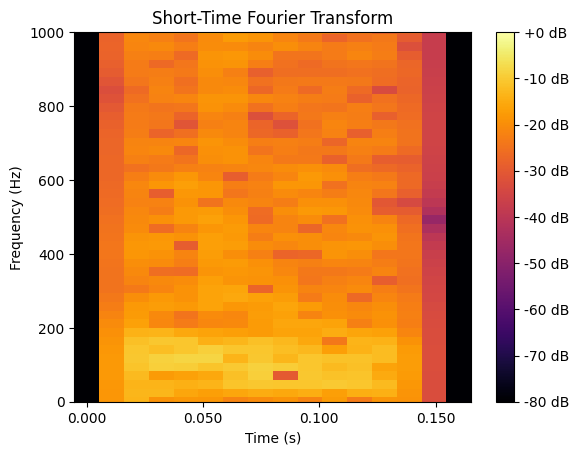 Short-Time Fourier Transform
1000
800
600
400
200
0
Frequency (Hz)
0.000
0.050
0.100
0.150
Time (s)
+0 dB
-10 dB
-20 dB
-30 dB
-40 dB
-50 dB
-60 dB
-70 dB
-80 dB